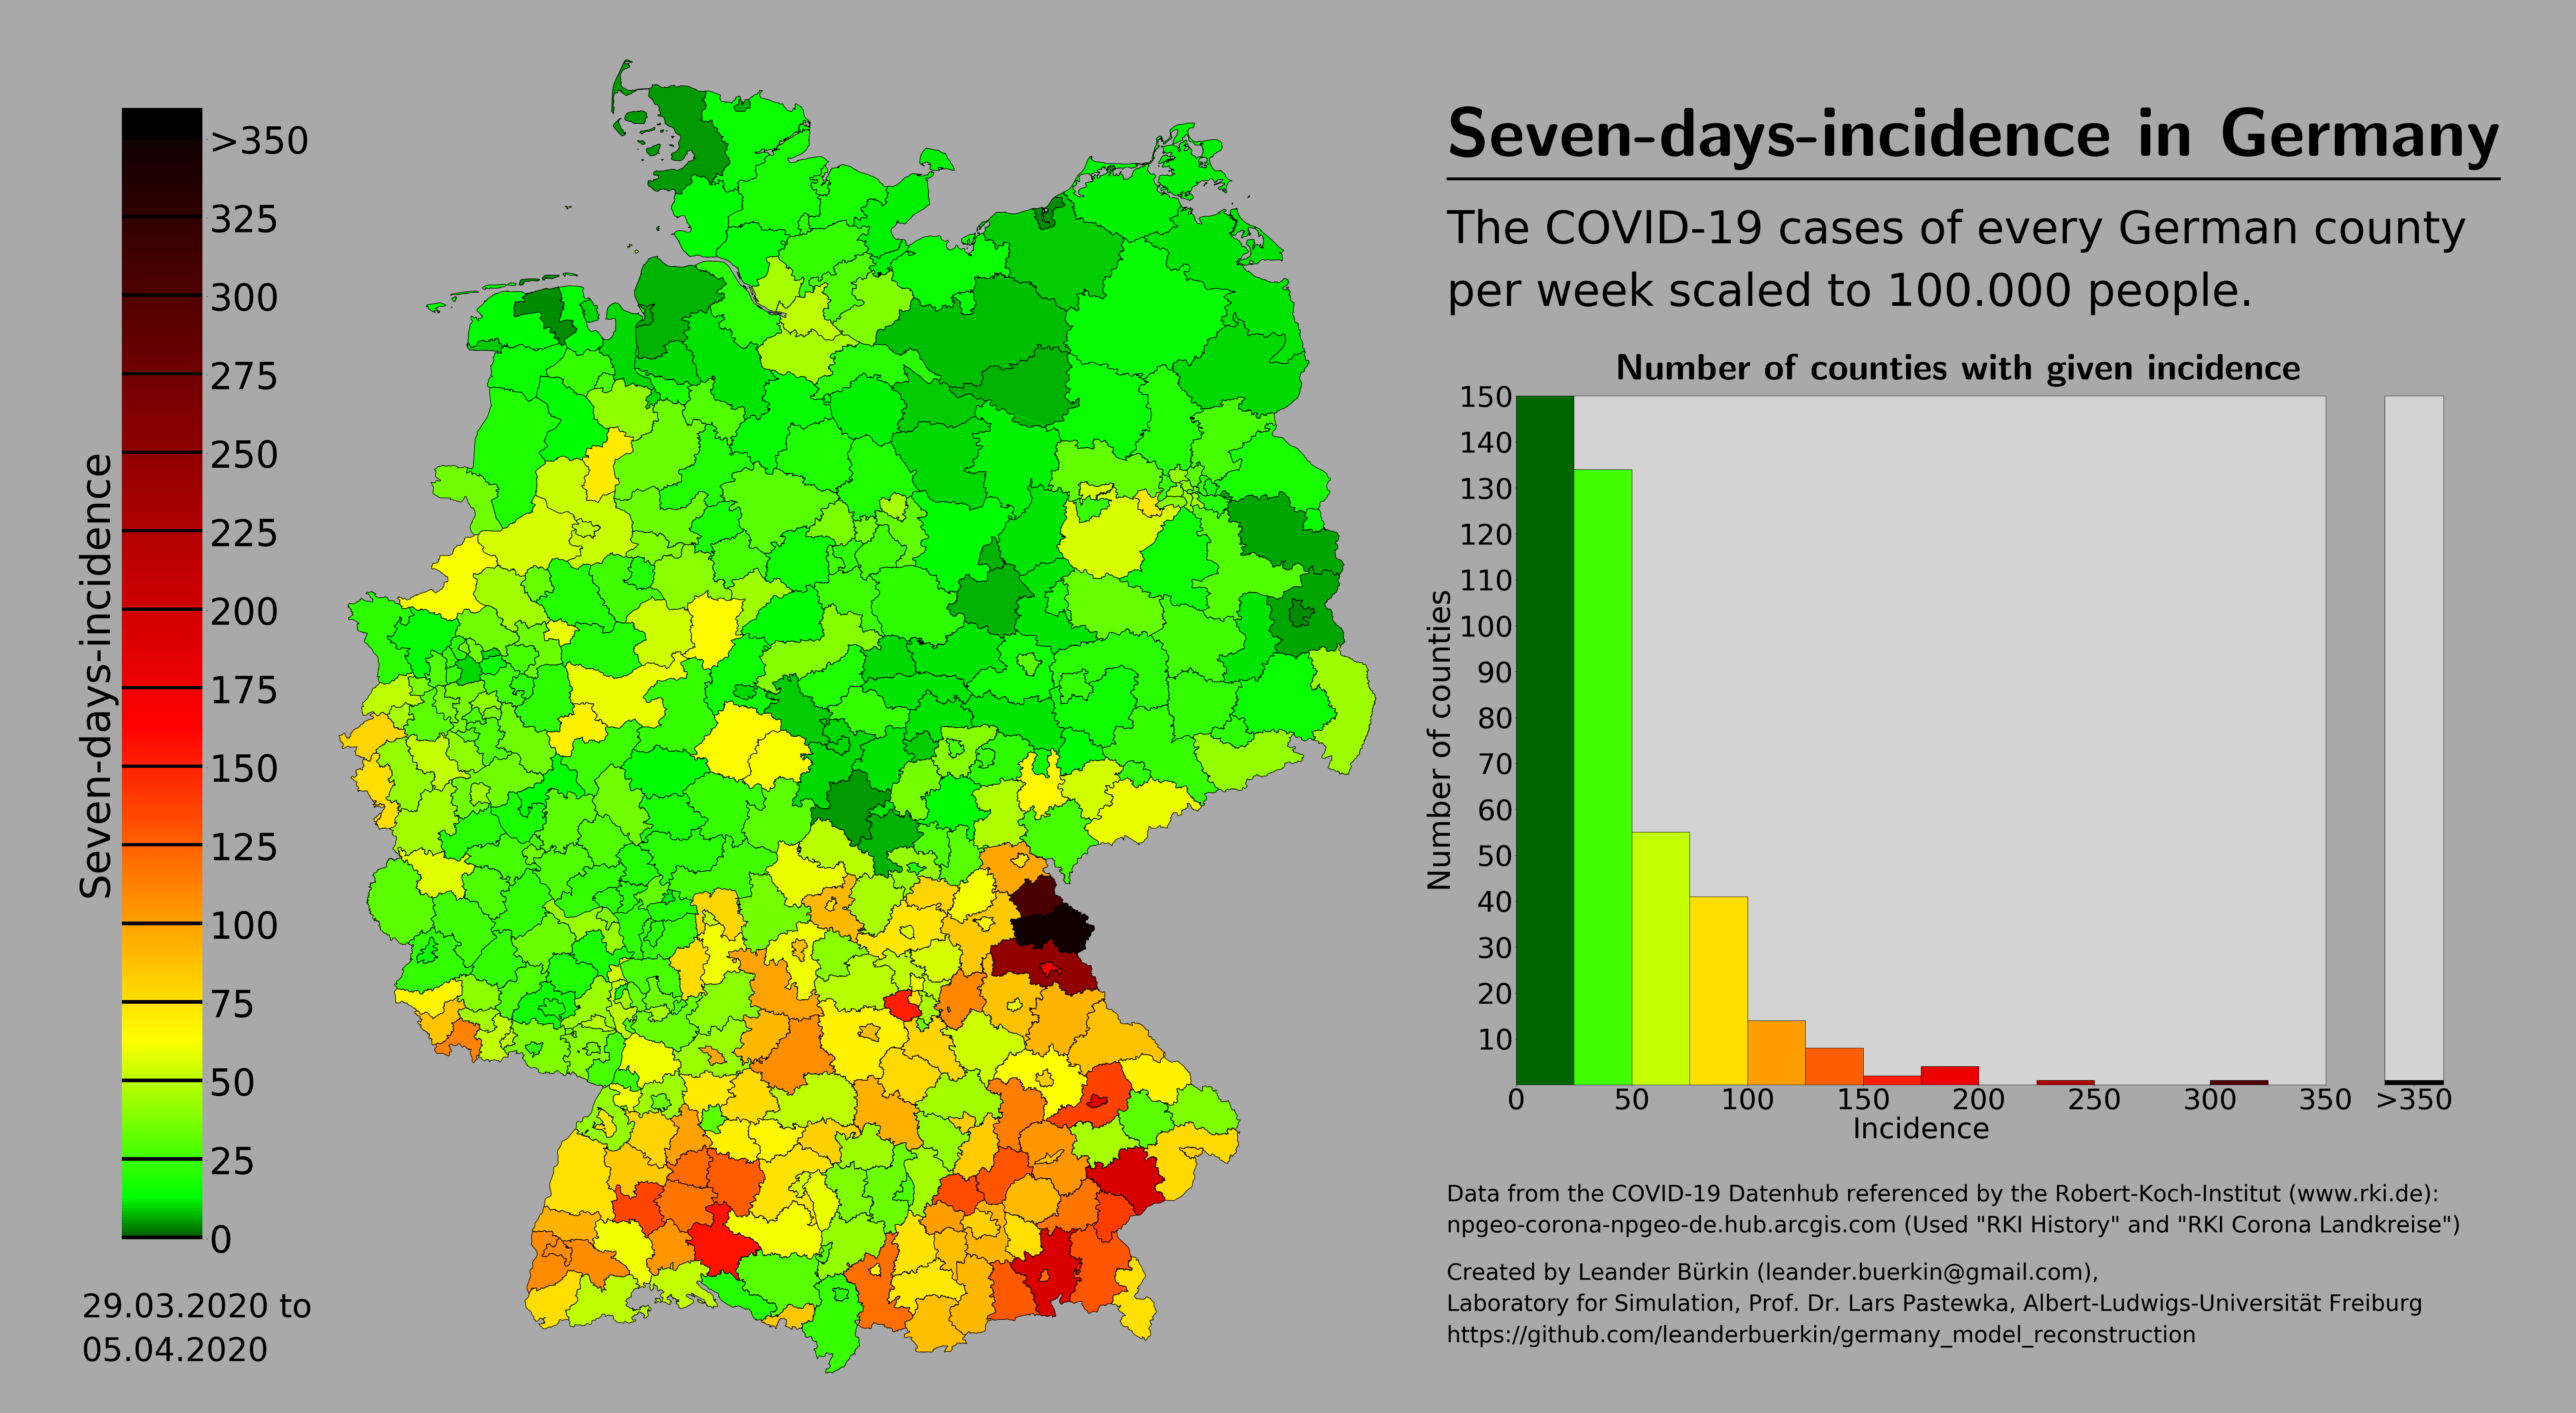 >350
325
300
275
250
225
200
175
150
125
100
75
50
25
0
Seven-days-incidence
29.03.2020 to
05.04.2020
Seven-days-incidence in Germany
The COVID-19 cases of every German county
per week scaled to 100.000 people.
Number of counties with given incidence
150
140
130
120
110
100
90
80
70
60
50
40
30
20
10
Number of counties
0 50 100 150 200 250 300 350 >350
Incidence
Data from the COVID-19 Datenhub referenced by the Robert-Koch-Institut (www.rki.de):
npgeo-corona-npgeo-de.hub.arcgis.com (Used "RKI History" and "RKI Corona Landkreise")
Created by Leander Bürkin (leander.buerkin@gmail.com),
Laboratory for Simulation, Prof. Dr. Lars Pastewka, Albert-Ludwigs-Universität Freiburg
https://github.com/leanderbuerkin/germany_model_reconstruction